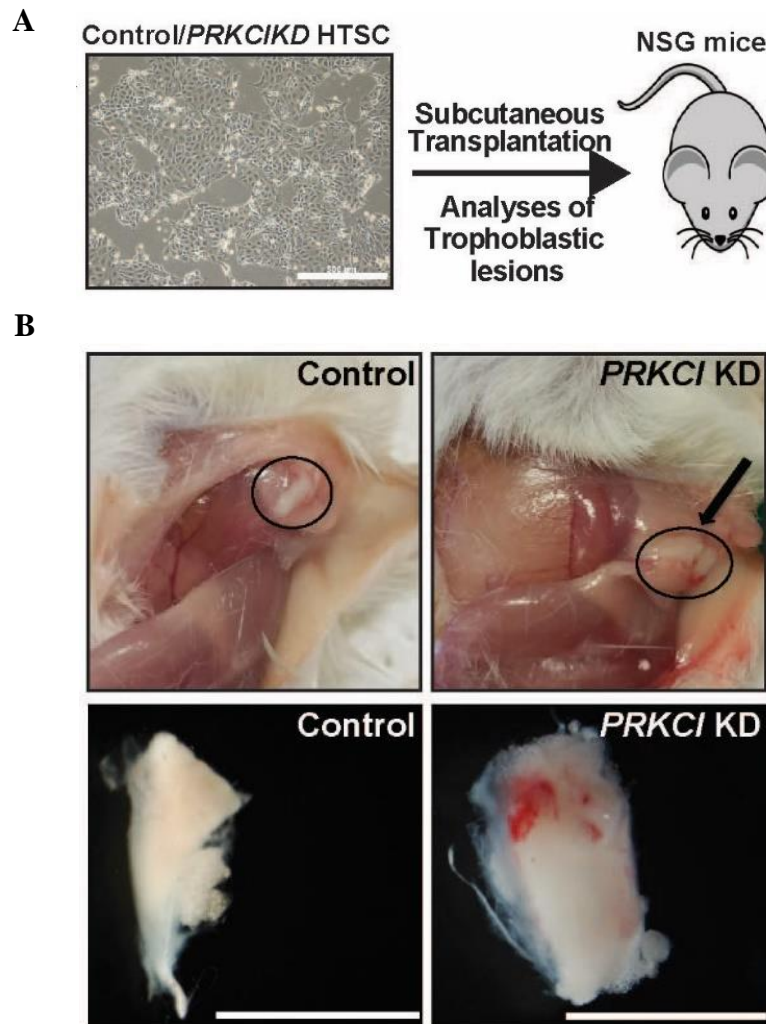 A
Control/PRKCIKD HTSC
NSG mice
Subcutaneous
Transplantation
Analyses of
Trophoblastic
lesions
B
Control
PRKCI KD
Control
PRKCI KD